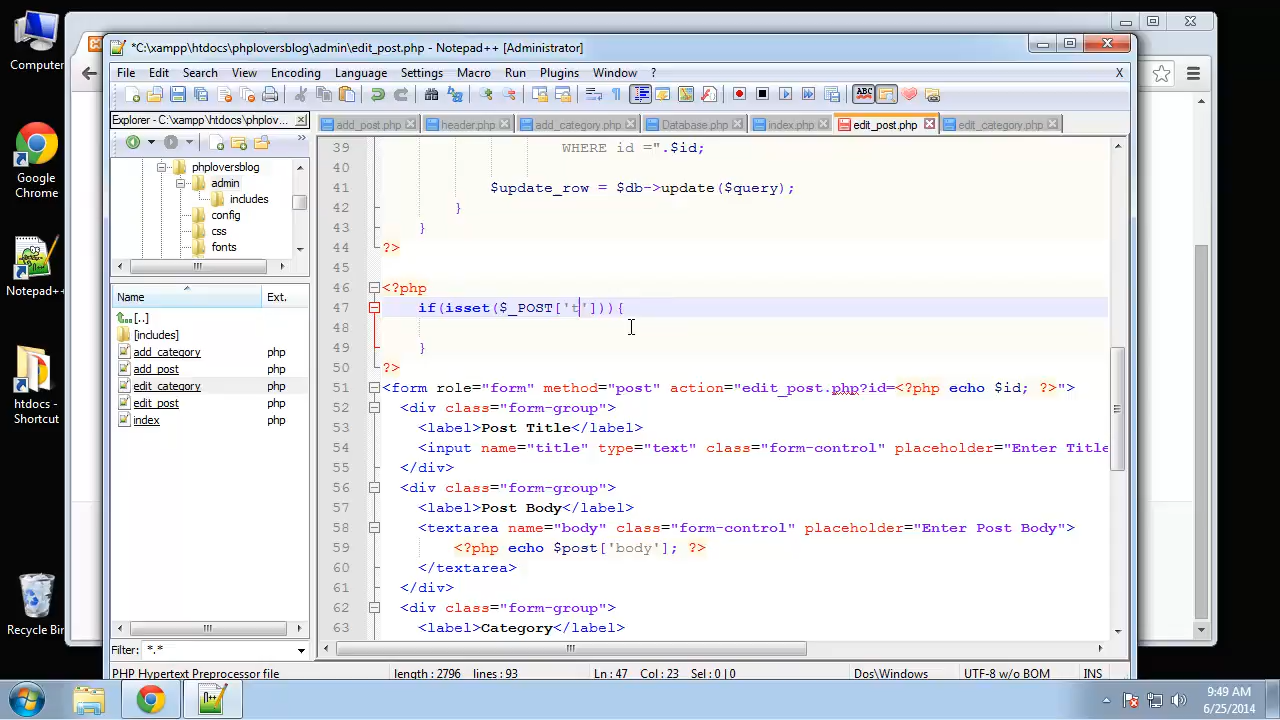 Computer
Google
Chrome
Notepad++
htdocs -
Shortcut
Recycle Bin
*C:\xampp\htdocs\phploversblog\admin\edit_post.php - Notepad++ [Administrator]
File Edit Search View Encoding Language Settings Macro Run Plugins Window ? X
Explorer - C:\xampp\htdocs\phplov...
add_post.php header.php add_category.php Database.php index.php edit_post.php edit_category.php
phploversblog
admin
includes
config
css
fonts
Name Ext.
[..]
[includes]
add_category php
add_post php
edit_category php
edit_post php
index php
Filter: *.*
39 WHERE id =".$id;
40
41 $update_row = $db->update($query);
42 }
43 }
44 ?>
45
46 <?php
47 if(isset($_POST['t'])){
48
49 }
50 ?>
51 <form role="form" method="post" action="edit_post.php?id=<?php echo $id; ?>">
52 <div class="form-group">
53 <label>Post Title</label>
54 <input name="title" type="text" class="form-control" placeholder="Enter Title
55 </div>
56 <div class="form-group">
57 <label>Post Body</label>
58 <textarea name="body" class="form-control" placeholder="Enter Post Body">
59 <?php echo $post['body']; ?>
60 </textarea>
61 </div>
62 <div class="form-group">
63 <label>Category</label>
PHP Hypertext Preprocessor file length : 2796 lines : 93 Ln : 47 Col : 23 Sel : 0 | 0 Dos\Windows UTF-8 w/o BOM INS
9:49 AM
6/25/2014